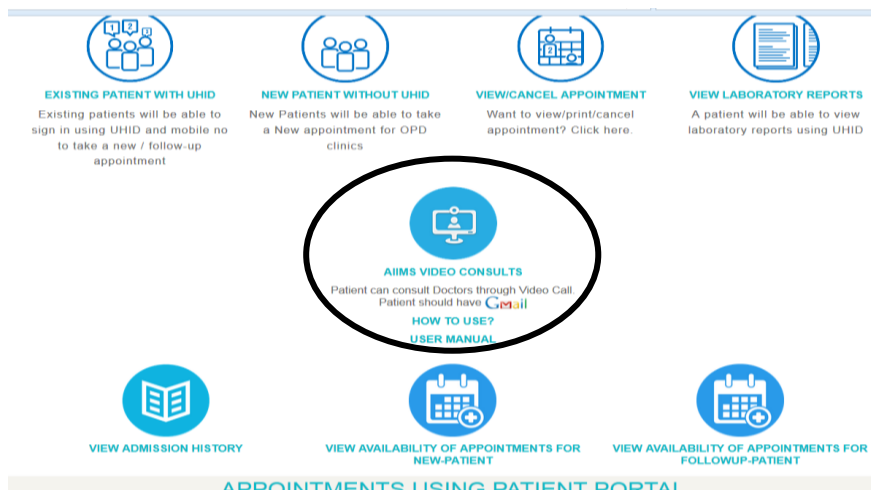 EXISTING PATIENT WITH UHID
Existing patients will be able to
sign in using UHID and mobile no
to take a new / follow-up
appointment
NEW PATIENT WITHOUT UHID
New Patients will be able to take
a New appointment for OPD
clinics
VIEW/CANCEL APPOINTMENT
Want to view/print/cancel
appointment? Click here.
VIEW LABORATORY REPORTS
A patient will be able to view
laboratory reports using UHID
AIIMS VIDEO CONSULTS
Patient can consult Doctors through Video Call.
Patient should have Gmail
HOW TO USE?
USER MANUAL
VIEW ADMISSION HISTORY
VIEW AVAILABILITY OF APPOINTMENTS FOR
NEW-PATIENT
VIEW AVAILABILITY OF APPOINTMENTS FOR
FOLLOWUP-PATIENT
APPOINTMENTS USING PATIENT PORTAL